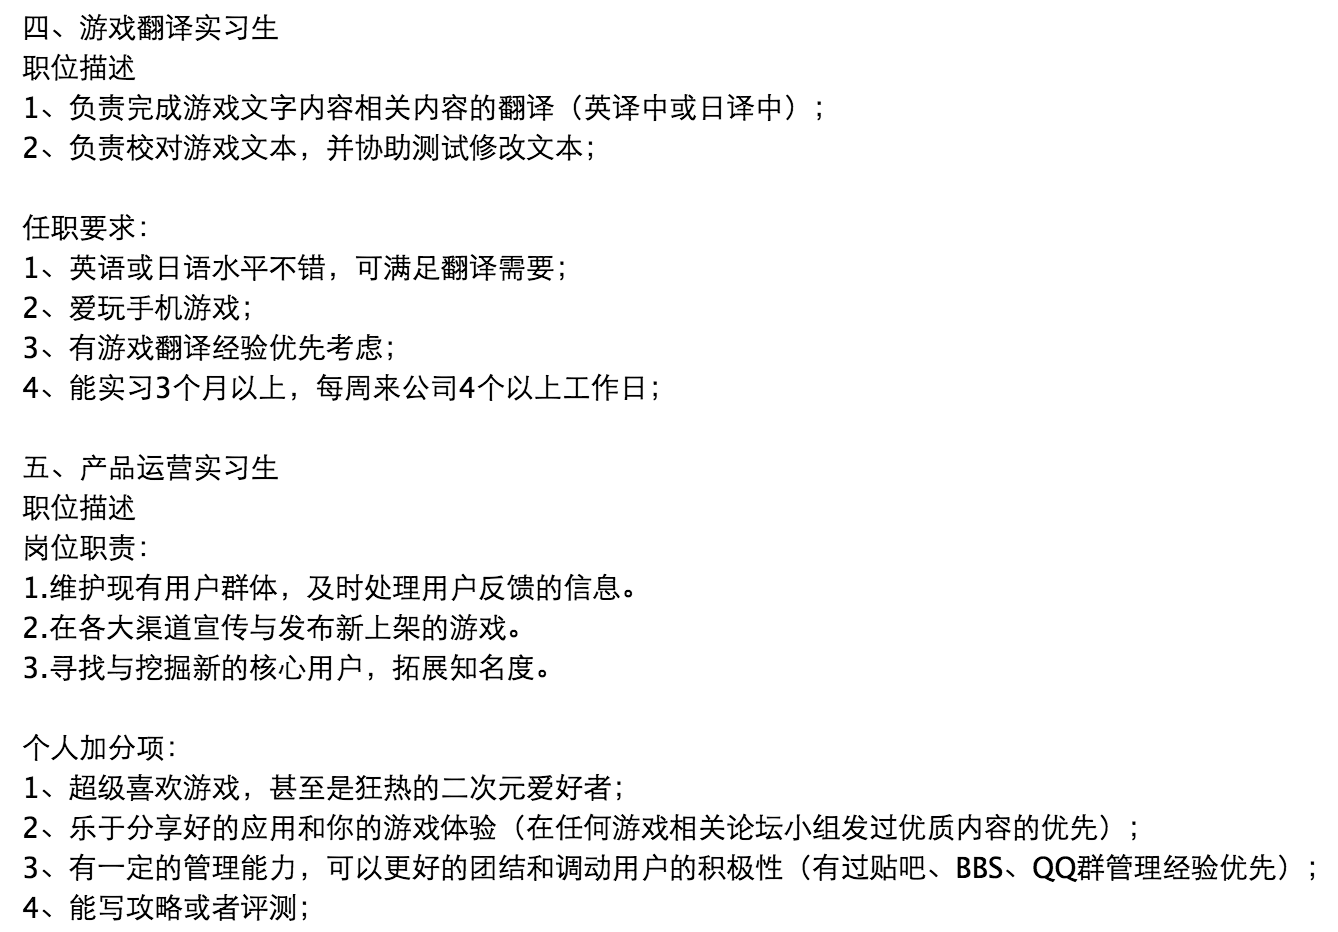 四、游戏翻译实习生
职位描述
1、负责完成游戏文字内容相关内容的翻译（英译中或日译中）;
2、负责校对游戏文本，并协助测试修改文本;
任职要求:
1、英语或日语水平不错，可满足翻译需要;
2、爱玩手机游戏;
3、有游戏翻译经验优先考虑;
4、能实习3个月以上，每周来公司4个以上工作日;
五、产品运营实习生
职位描述
岗位职责:
1.维护现有用户群体，及时处理用户反馈的信息。
2.在各大渠道宣传与发布新上架的游戏。
3.寻找与挖掘新的核心用户，拓展知名度。
个人加分项:
1、超级喜欢游戏，甚至是狂热的二次元爱好者;
2、乐于分享好的应用和你的游戏体验（在任何游戏相关论坛小组发过优质内容的优先）;
3、有一定的管理能力，可以更好的团结和调动用户的积极性（有过贴吧、BBS、QQ群管理经验优先）;
4、能写攻略或者评测;